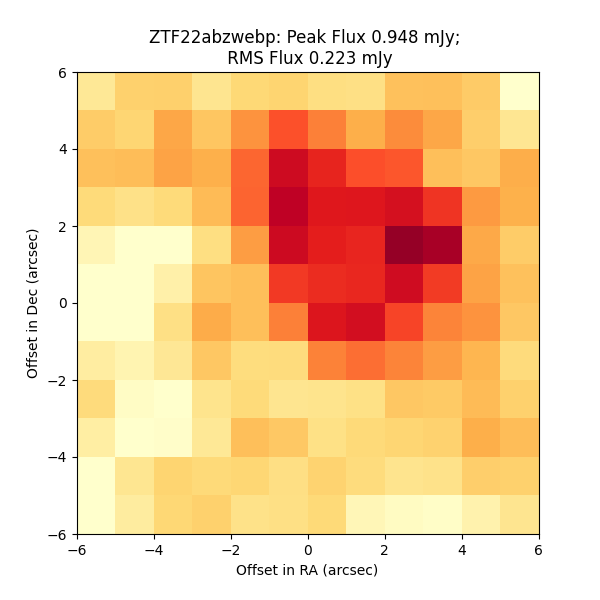 ZTF22abzwebp: Peak Flux 0.948 mJy;
RMS Flux 0.223 mJy
6
4
2
0
−2
−4
−6
Offset in Dec (arcsec)
−6 −4 −2 0 2 4 6
Offset in RA (arcsec)